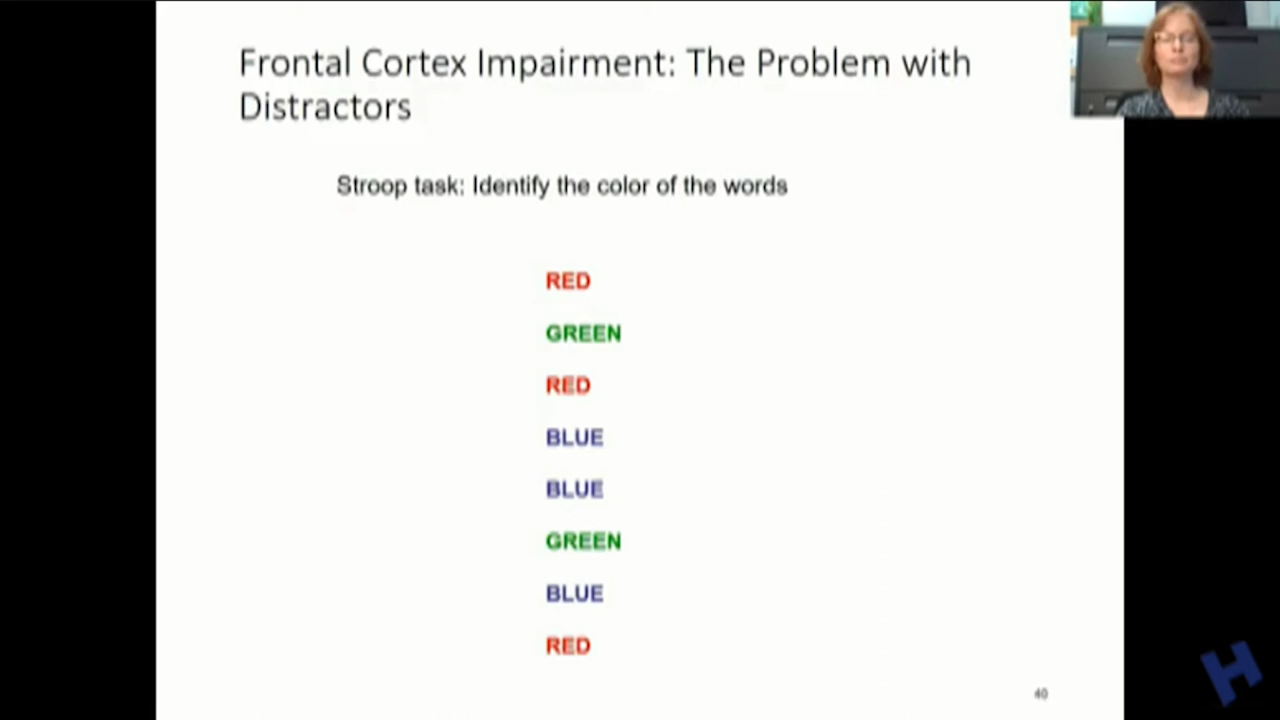 Frontal Cortex Impairment: The Problem with
Distractors
Stroop task: Identify the color of the words
RED
GREEN
RED
BLUE
BLUE
GREEN
BLUE
RED
40
H